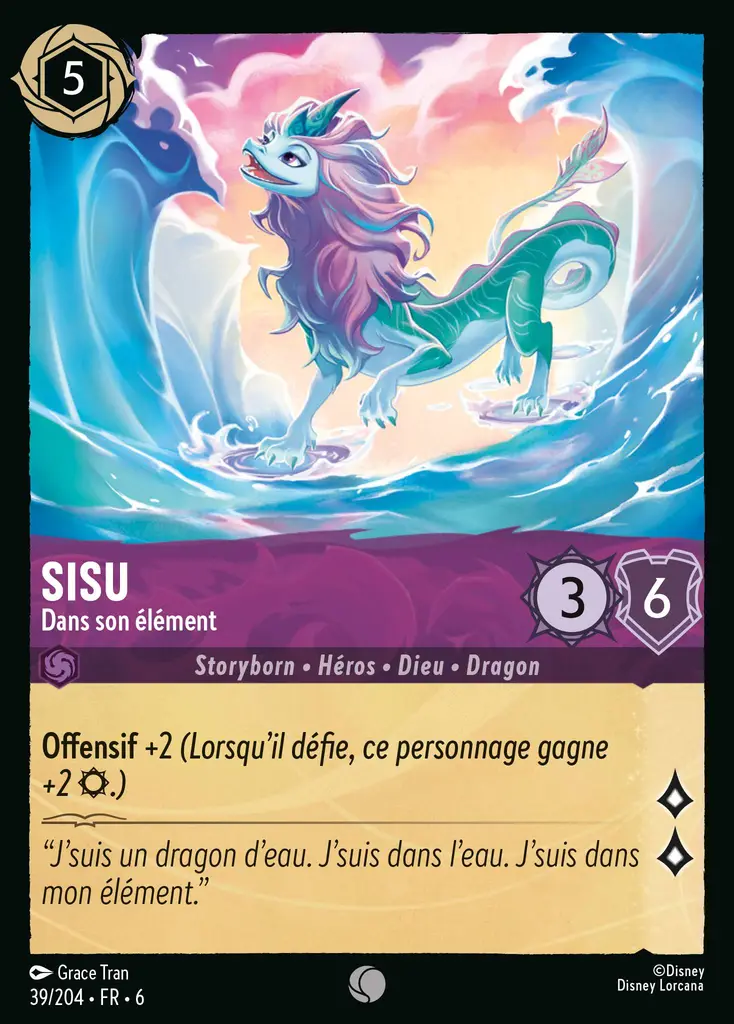 5
SISU
Dans son élément
3
6
Storyborn • Héros • Dieu • Dragon
Offensif +2 (Lorsqu'il défie, ce personnage gagne
+2 .)
“J'suis un dragon d'eau. J'suis dans l'eau. J'suis dans
mon élément.”
Grace Tran
39/204 • FR • 6
©Disney
Disney Lorcana